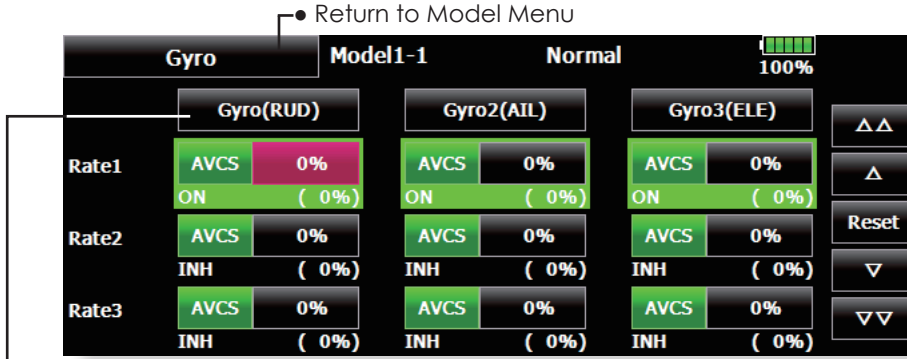 ● Return to Model Menu
Gyro Model1-1 Normal 100%
Gyro(RUD) Gyro2(AIL) Gyro3(ELE)
Rate1 AVCS 0% AVCS 0% AVCS 0%
ON ( 0%) ON ( 0%) ON ( 0%)
Reset
Rate2 AVCS 0% AVCS 0% AVCS 0%
INH ( 0%) INH ( 0%) INH ( 0%)
Rate3 AVCS 0% AVCS 0% AVCS 0%
INH ( 0%) INH ( 0%) INH ( 0%)